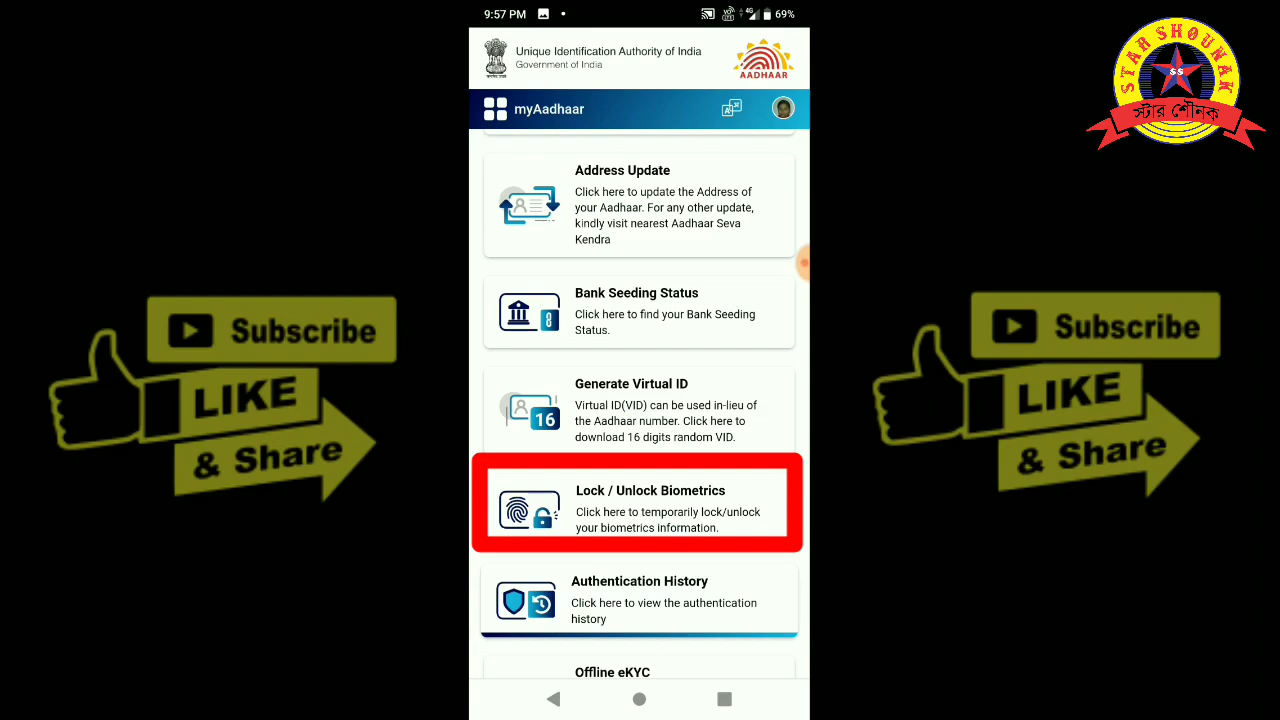 9:57 PM
4G
69%
Unique Identification Authority of India
Government of India
AADHAAR
myAadhaar
Address Update
Click here to update the Address of
your Aadhaar. For any other update,
kindly visit nearest Aadhaar Seva
Kendra
Bank Seeding Status
Click here to find your Bank Seeding
Status.
Generate Virtual ID
Virtual ID(VID) can be used in-lieu of
the Aadhaar number. Click here to
download 16 digits random VID.
16
Lock / Unlock Biometrics
Click here to temporarily lock/unlock
your biometrics information.
Authentication History
Click here to view the authentication
history
Offline eKYC
Subscribe
LIKE
& Share
Subscribe
LIKE
& Share
STAR SHOUNAK
SS
স্টার শৌনক